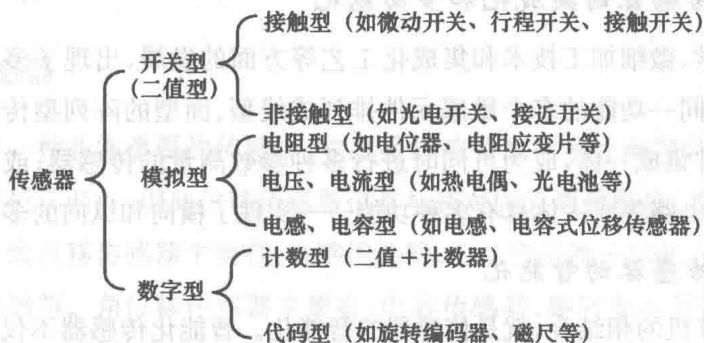 接触型（如微动开关、行程开关、接触开关）
开关型
（二值型）
非接触型（如光电开关、接近开关）
传感器
电阻型（如电位器、电阻应变片等）
模拟型
电压、电流型（如热电偶、光电池等）
电感、电容型（如电感、电容式位移传感器）
计数型（二值＋计数器）
数字型
代码型（如旋转编码器、磁尺等）